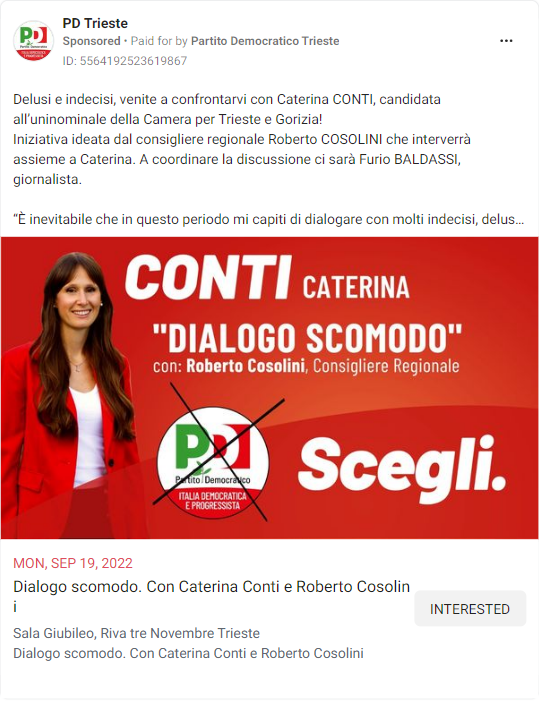 PD Trieste
Sponsored • Paid for by Partito Democratico Trieste
ID: 5564192523619867
Delusi e indecisi, venite a confrontarvi con Caterina CONTI, candidata
all'uninominale della Camera per Trieste e Gorizia!
Iniziativa ideata dal consigliere regionale Roberto COSOLINI che interverrà
assieme a Caterina. A coordinare la discussione ci sarà Furio BALDASSI,
giornalista.
“È inevitabile che in questo periodo mi capiti di dialogare con molti indecisi, delus...
CONTI CATERINA
"DIALOGO SCOMODO"
con: Roberto Cosolini, Consigliere Regionale
PD
Partito Democratico
ITALIA DEMOCRATICA
E PROGRESSISTA
Scegli.
MON, SEP 19, 2022
Dialogo scomodo. Con Caterina Conti e Roberto Cosolin
i
INTERESTED
Sala Giubileo, Riva tre Novembre Trieste
Dialogo scomodo. Con Caterina Conti e Roberto Cosolini